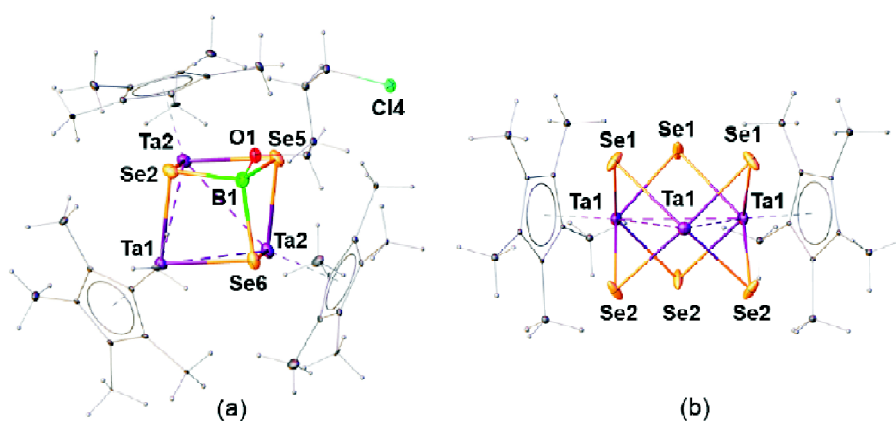 Cl4
Ta2 O1 Se5
Se2
B1
Ta1 Ta2
Se6
(a)
Se1 Se1 Se1
Ta1 Ta1 Ta1
Se2 Se2 Se2
(b)